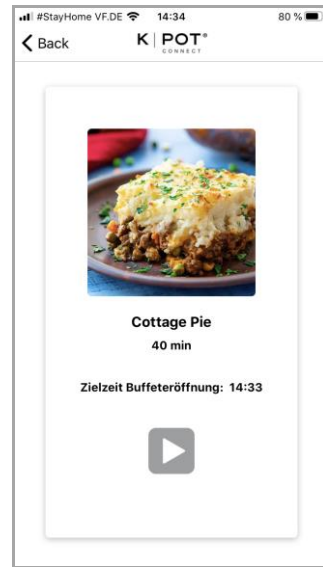 #StayHome VF.DE 14:34 80 %
Back K | POT®
CONNECT
Cottage Pie
40 min
Zielzeit Buffeteröffnung: 14:33